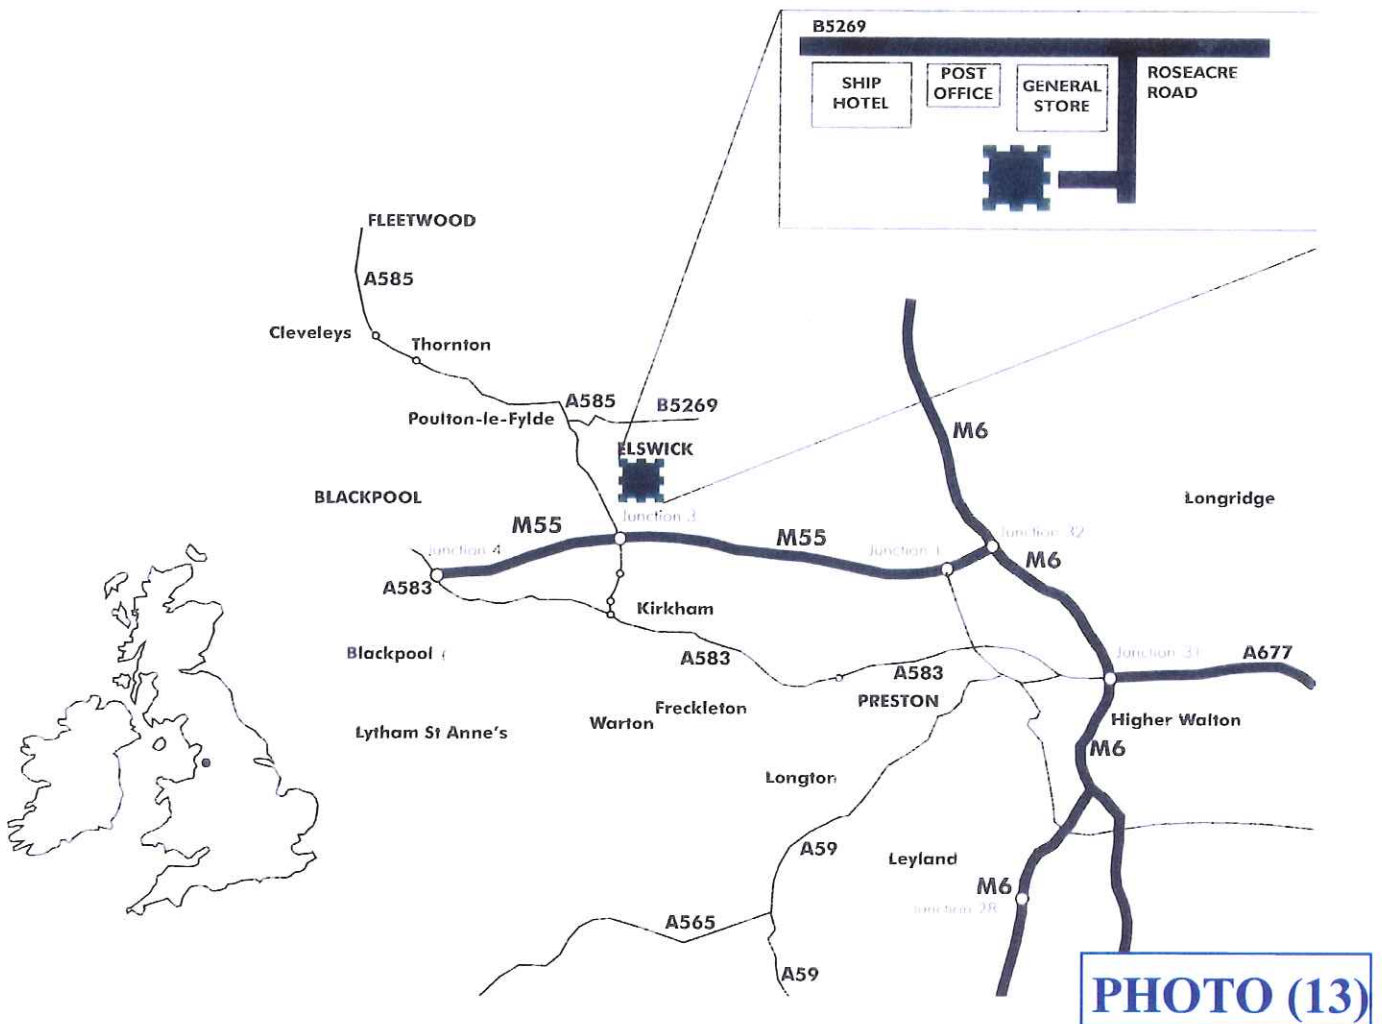 B5269
SHIP
HOTEL
POST
OFFICE
GENERAL
STORE
ROSEACRE
ROAD
FLEETWOOD
A585
Cleveleys
Thornton
A585
B5269
Poulton-le-Fylde
M6
ELSWICK
BLACKPOOL
Longridge
Junction 3
M55
M55
Junction 32
Junction 4
Junction 1
M6
A583
Kirkham
Blackpool
A583
A583
Junction 31
A677
PRESTON
Freckleton
Warton
Higher Walton
Lytham St Anne's
M6
Longton
A59
Leyland
M6
Junction 28
A565
A59
PHOTO (13)